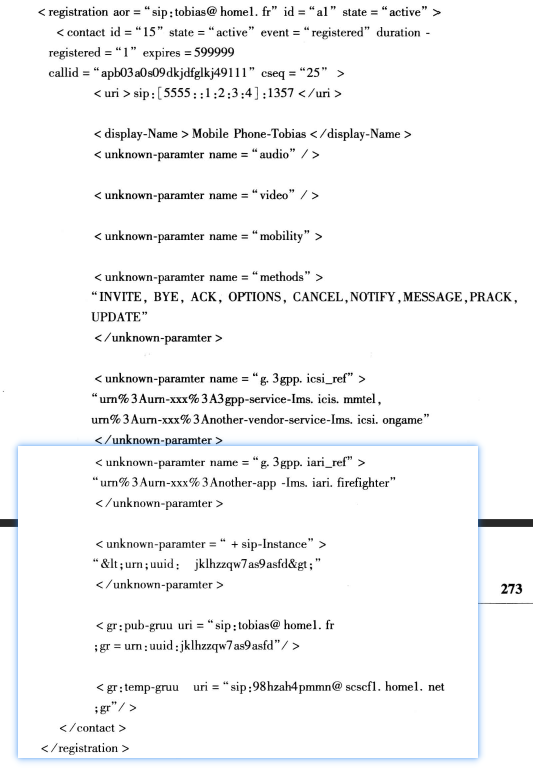 < registration aor = “sip:tobias@ home1. fr” id = “a1” state = “active” >
< contact id = “15” state = “active” event = “registered” duration -
registered = “1” expires = 599999
callid = “apb03a0s09dkjdfglkj49111” cseq = “25” >
< uri > sip:[5555::1:2:3:4]:1357 </uri >
< display-Name > Mobile Phone-Tobias </display-Name >
< unknown-paramter name = “audio” / >
< unknown-paramter name = “video” / >
< unknown-paramter name = “mobility” >
< unknown-paramter name = “methods” >
“INVITE, BYE, ACK, OPTIONS, CANCEL,NOTIFY,MESSAGE,PRACK,
UPDATE”
</unknown-paramter >
< unknown-paramter name = “g. 3gpp. icsi_ref” >
“urn% 3Aurn-xxx% 3A3gpp-service-Ims. icis. mmtel,
urn% 3Aurn-xxx% 3Another-vendor-service-Ims. icsi. ongame”
</unknown-paramter >
< unknown-paramter name = “g. 3gpp. iari_ref” >
“urn% 3Aurn-xxx% 3Another-app -Ims. iari. firefighter”
</unknown-paramter >
< unknown-paramter = “ + sip-Instance” >
“&lt;urn;uuid: jklhzzqw7as9asfd&gt;”
</unknown-paramter >
273
< gr:pub-gruu uri = “sip:tobias@ home1. fr
;gr = urn:uuid:jklhzzqw7as9asfd”/ >
< gr:temp-gruu uri = “sip:98hzah4pmmn@ scscf1. home1. net
;gr”/ >
</contact >
</registration >